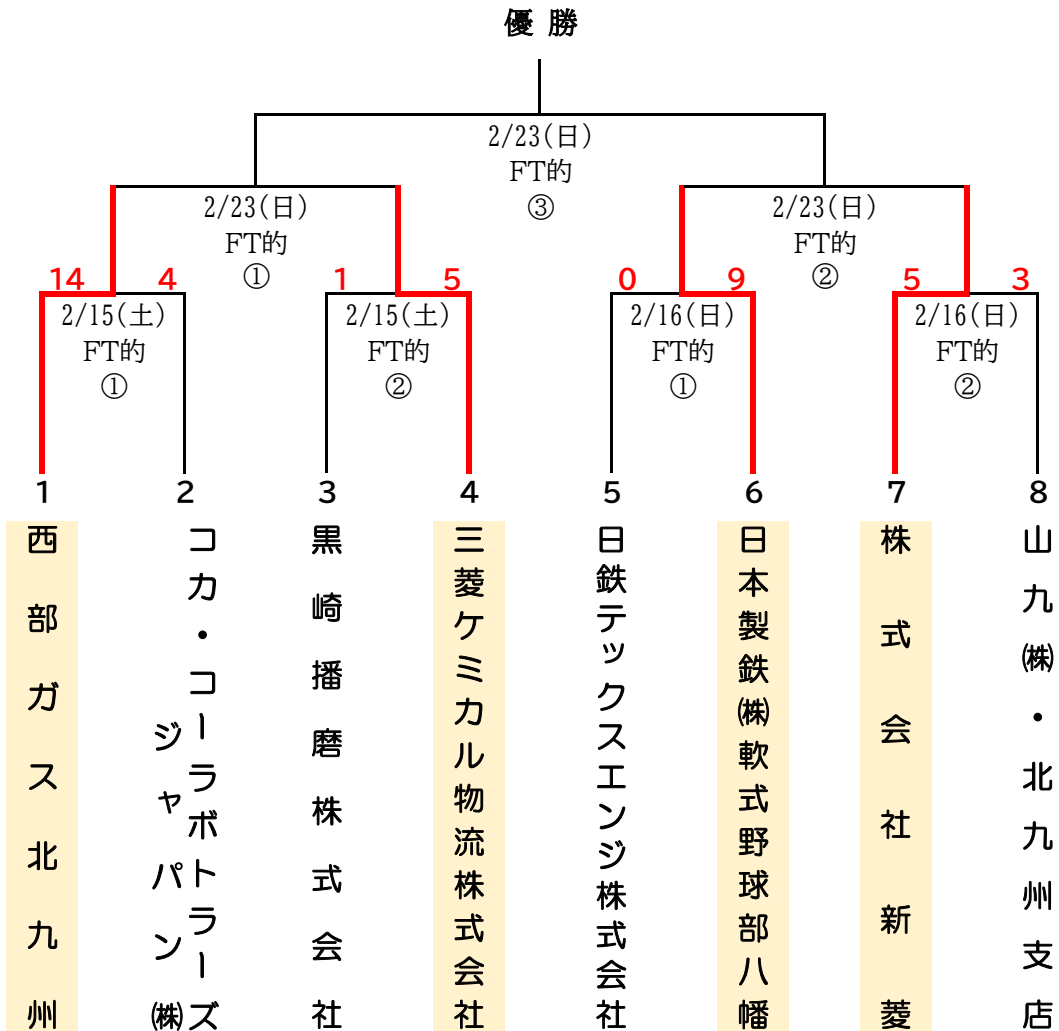 優勝
2/23(日)
FT的
③
2/23(日)
FT的
①
2/23(日)
FT的
②
14
4
1
5
0
9
5
3
2/15(土)
FT的
①
2/15(土)
FT的
②
2/16(日)
FT的
①
2/16(日)
FT的
②
1
2
3
4
5
6
7
8
西部ガス北九州
コカ・コーラボトラーズ
ジャパン㈱
黒崎播磨株式会社
三菱ケミカル物流株式会社
日鉄テックスエンジ株式会社
日本製鉄㈱軟式野球部八幡
株式会社新菱
山九㈱・北九州支店